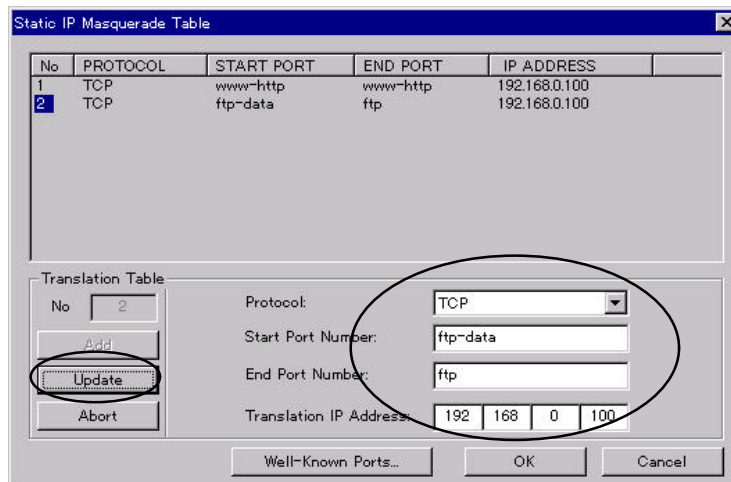 Static IP Masquerade Table
No PROTOCOL START PORT END PORT IP ADDRESS
1 TCP www-http www-http 192.168.0.100
2 TCP ftp-data ftp 192.168.0.100
Translation Table
No 2
Protocol: TCP
Add
Start Port Number: ftp-data
Update
End Port Number: ftp
Abort
Translation IP Address: 192 168 0 100
Well-Known Ports... OK Cancel